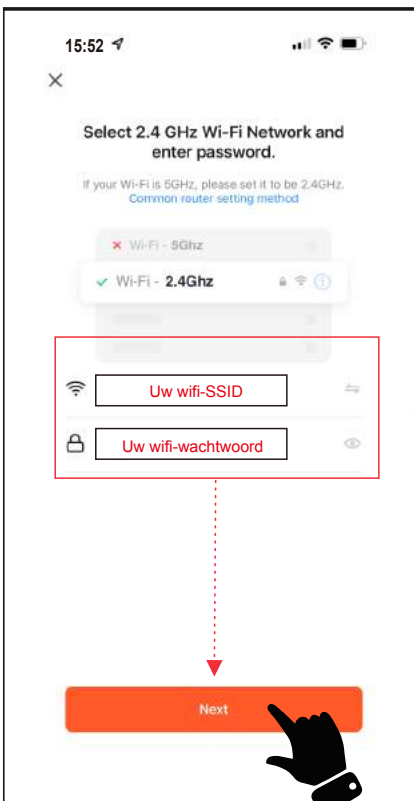 15:52
Select 2.4 GHz Wi-Fi Network and
enter password.
If your Wi-Fi is 5GHz, please set it to be 2.4GHz.
Common router setting method
Wi-Fi - 5Ghz
Wi-Fi - 2.4Ghz
Uw wifi-SSID
Uw wifi-wachtwoord
Next